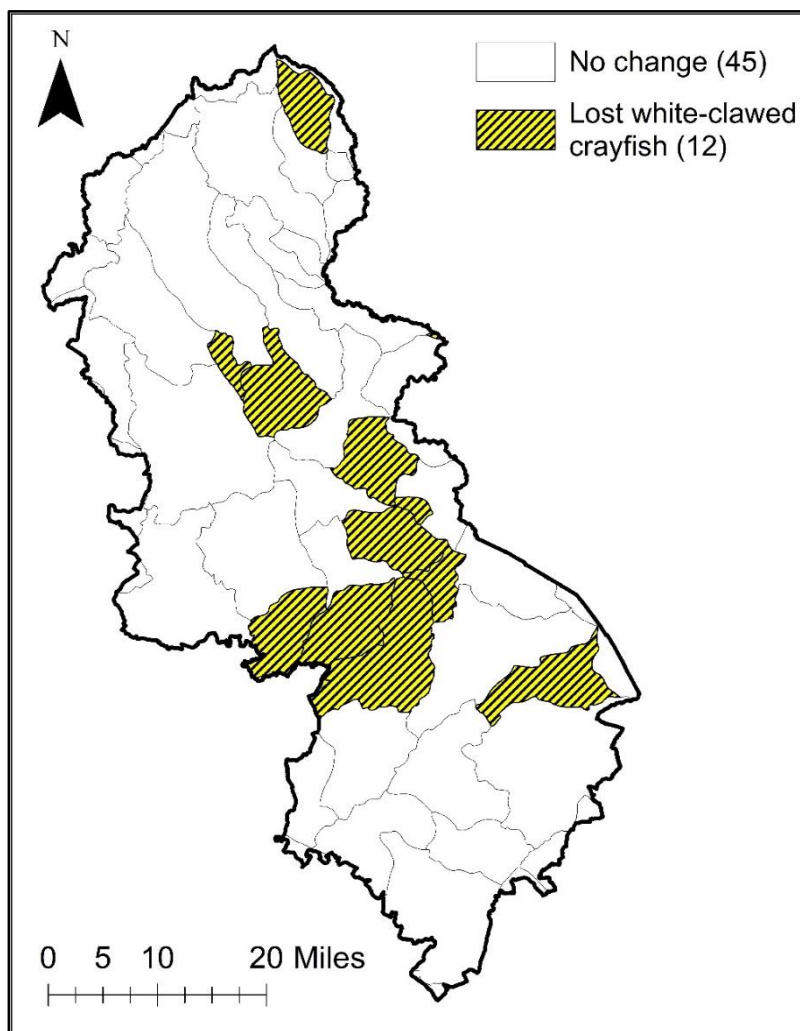 N
No change (45)
Lost white-clawed
crayfish (12)
0 5 10 20 Miles